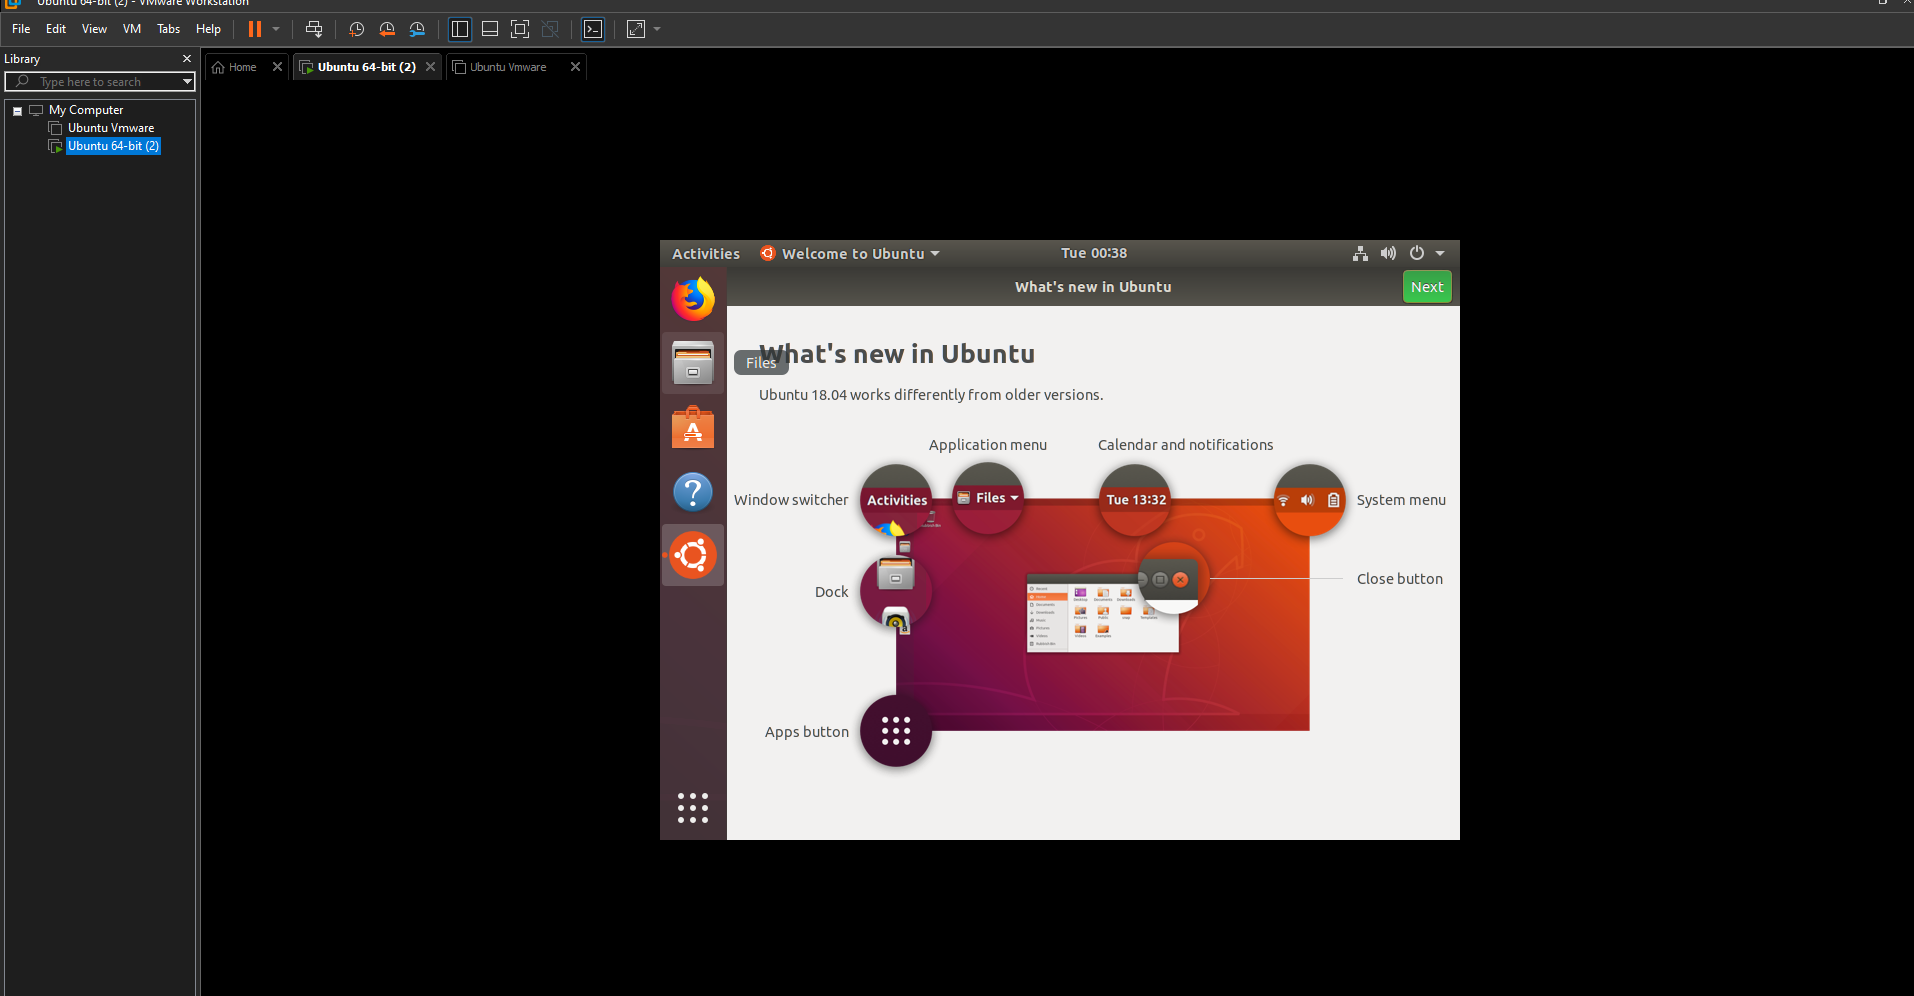 Ubuntu 64-bit (2) - VMware Workstation
File Edit View VM Tabs Help
Library
Type here to search
My Computer
Ubuntu Vmware
Ubuntu 64-bit (2)
Home
Ubuntu 64-bit (2)
Ubuntu Vmware
Activities
Welcome to Ubuntu
Tue 00:38
What's new in Ubuntu
Next
Files
What's new in Ubuntu
Ubuntu 18.04 works differently from older versions.
Application menu
Calendar and notifications
Window switcher
Activities
Files
Tue 13:32
System menu
Dock
Close button
Apps button